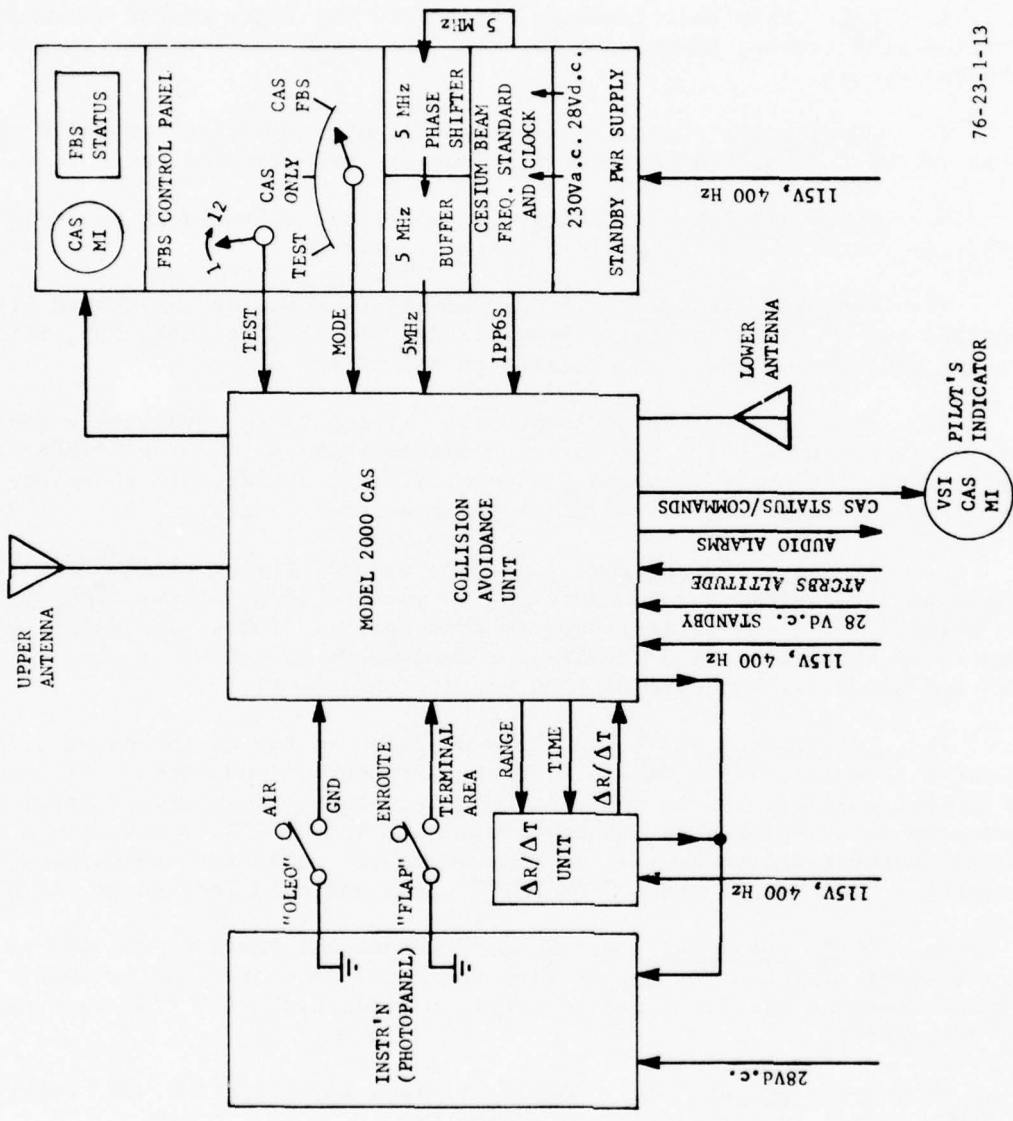 UPPER
ANTENNA
MODEL 2000 CAS
COLLISION
AVOIDANCE
UNIT
LOWER
ANTENNA
CAS
MI
FBS
STATUS
FBS CONTROL PANEL
1
12
TEST
CAS
ONLY
CAS
FBS
5 MHz
BUFFER
5 MHz
PHASE
SHIFTER
5 MHz
CESIUM BEAM
FREQ. STANDARD
AND CLOCK
230Va.c. 28Vd.c.
STANDBY PWR SUPPLY
115V, 400 Hz
TEST
MODE
5MHz
1PP6S
INSTR'N
(PHOTOPANEL)
28Vd.c.
"OLEO"
AIR
GND
"FLAP"
ENROUTE
TERMINAL
AREA
RANGE
TIME
ΔR/ΔT
ΔR/ΔT
UNIT
115V, 400 Hz
115V, 400 Hz
28 Vd.c. STANDBY
ATCRBS ALTITUDE
AUDIO ALARMS
CAS STATUS/COMMANDS
VSI
CAS
MI
PILOT'S
INDICATOR
76-23-1-13